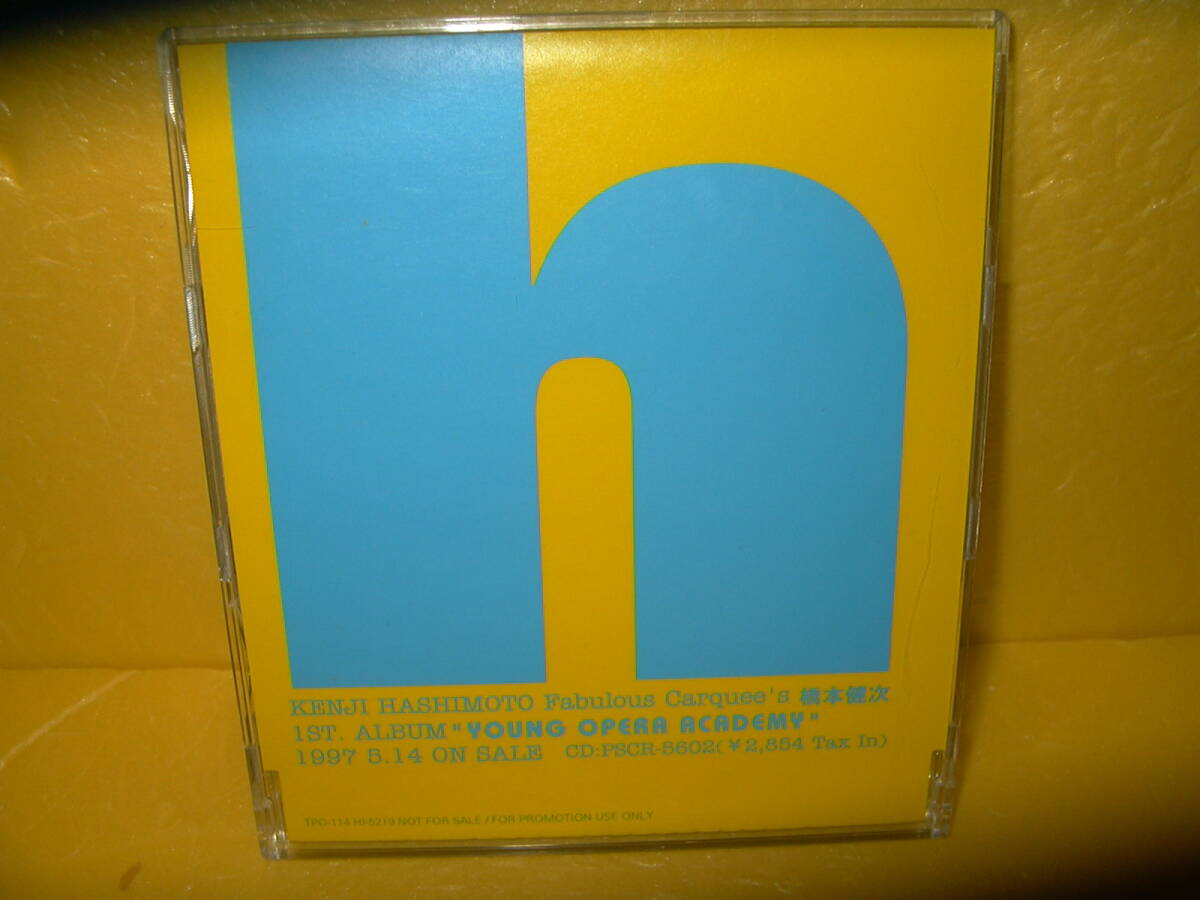 h
KENJI HASHIMOTO Fabulous Carquee's 橋本健次
1ST. ALBUM "YOUNG OPERA ACADEMY"
1997 5.14 ON SALE CD:PSCR-5602(¥2,854 Tax In)
TPO-114 HI-5219 NOT FOR SALE / FOR PROMOTION USE ONLY